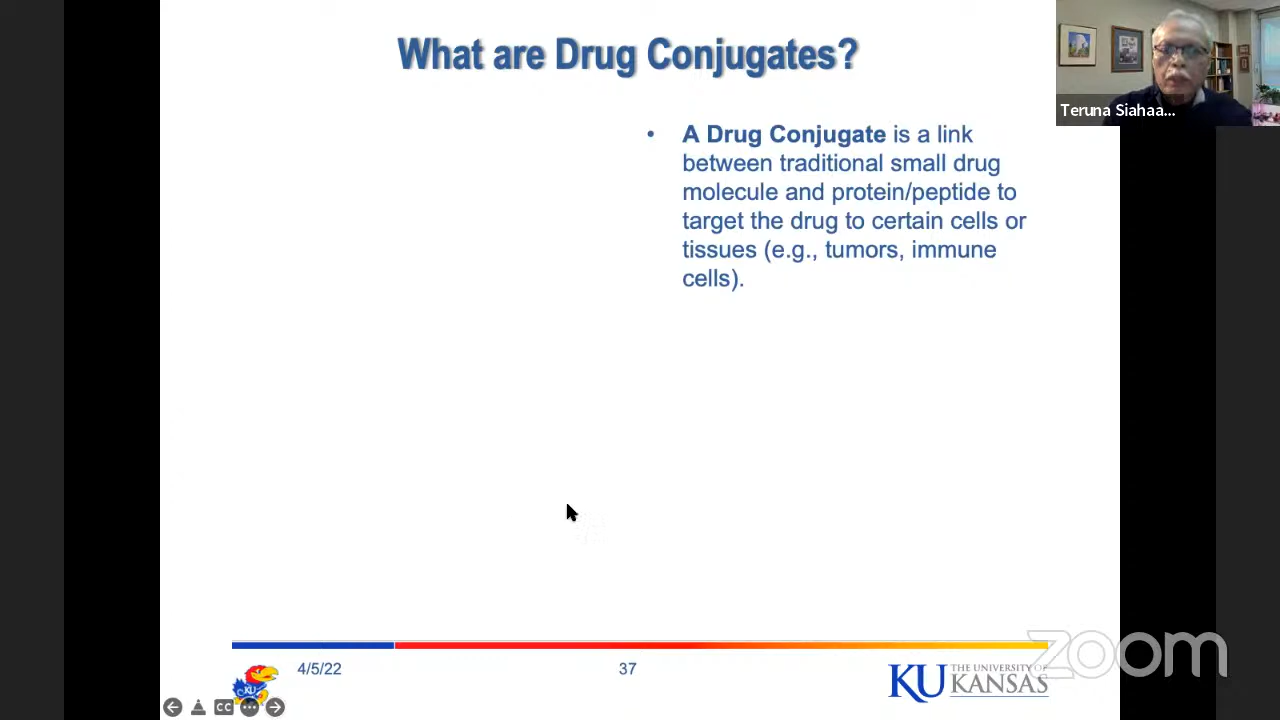 What are Drug Conjugates?
Teruna Siahaa...
• A Drug Conjugate is a link
between traditional small drug
molecule and protein/peptide to
target the drug to certain cells or
tissues (e.g., tumors, immune
cells).
4/5/22
37
KU
KU THE UNIVERSITY OF
KANSAS
zoom
CC